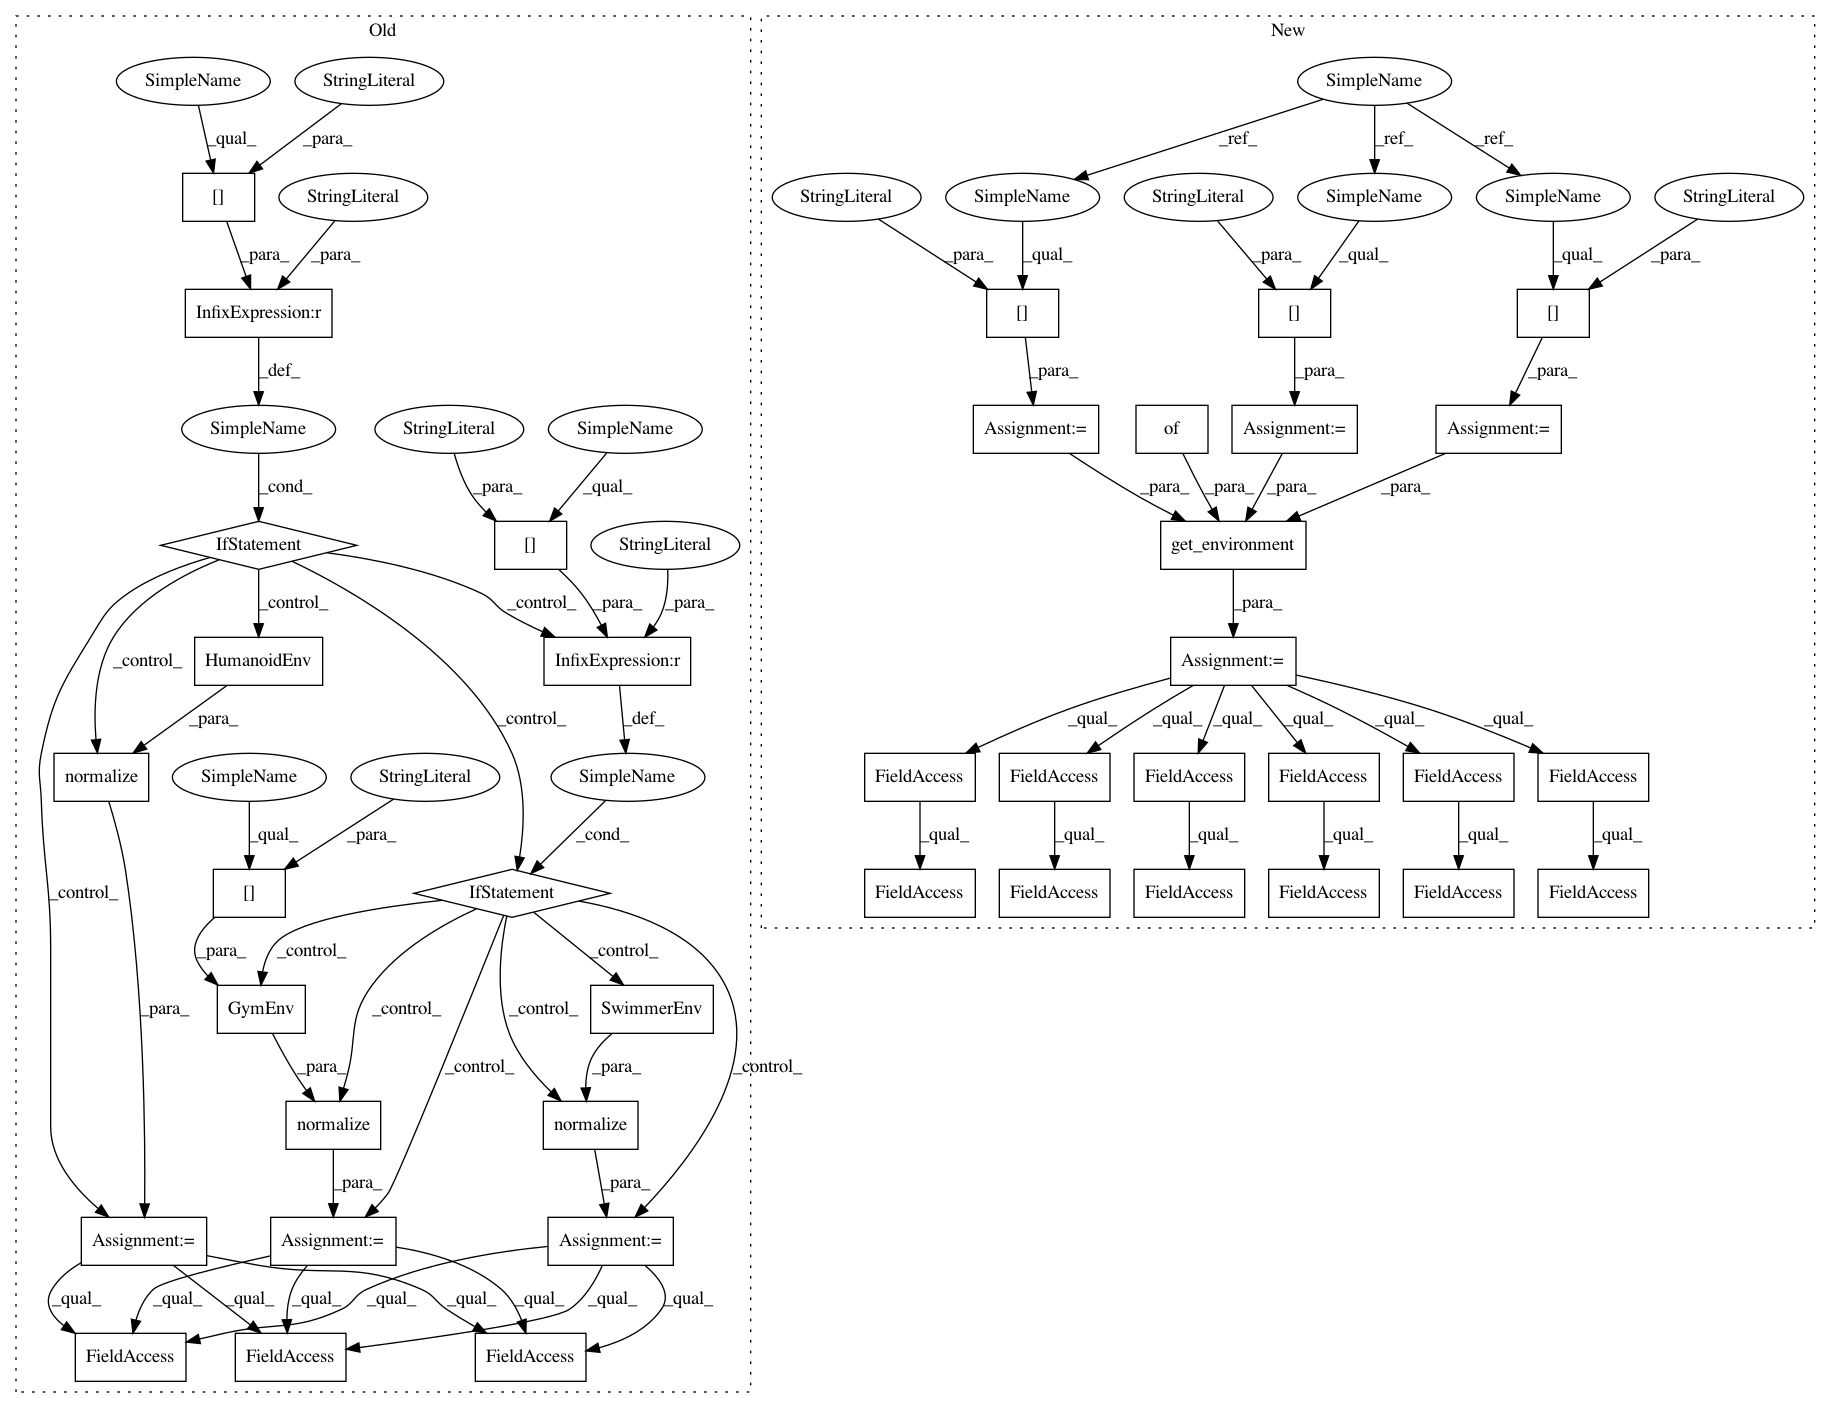 Old
New
SimpleName
StringLiteral
SimpleName
_qual_
_para_
_ref_
_ref_
_ref_
[]
StringLiteral
StringLiteral
SimpleName
StringLiteral
SimpleName
SimpleName
StringLiteral
_para_
_para_
_para_
_qual_
_para_
_qual_
_qual_
_para_
InfixExpression:r
[]
[]
[]
_def_
_para_
_para_
_para_
SimpleName
StringLiteral
SimpleName
Assignment:=
of
Assignment:=
Assignment:=
_cond_
_para_
_qual_
_para_
_para_
_para_
_para_
IfStatement
[]
StringLiteral
get_environment
_control_
_control_
_para_
_para_
_para_
_control_
HumanoidEnv
InfixExpression:r
Assignment:=
_para_
_control_
_def_
_qual_
_qual_
_qual_
_qual_
_qual_
_qual_
normalize
SimpleName
StringLiteral
SimpleName
FieldAccess
FieldAccess
FieldAccess
FieldAccess
FieldAccess
FieldAccess
_qual_
_para_
_cond_
_qual_
_qual_
_qual_
_qual_
_qual_
_qual_
_control_
[]
IfStatement
FieldAccess
FieldAccess
FieldAccess
FieldAccess
FieldAccess
FieldAccess
_para_
_control_
_control_
_para_
_control_
_control_
GymEnv
SwimmerEnv
_para_
_control_
_para_
_control_
normalize
normalize
_para_
_para_
Assignment:=
Assignment:=
Assignment:=
_qual_
_qual_
_qual_
_qual_
_qual_
_qual_
_qual_
_qual_
_qual_
FieldAccess
FieldAccess
FieldAccess